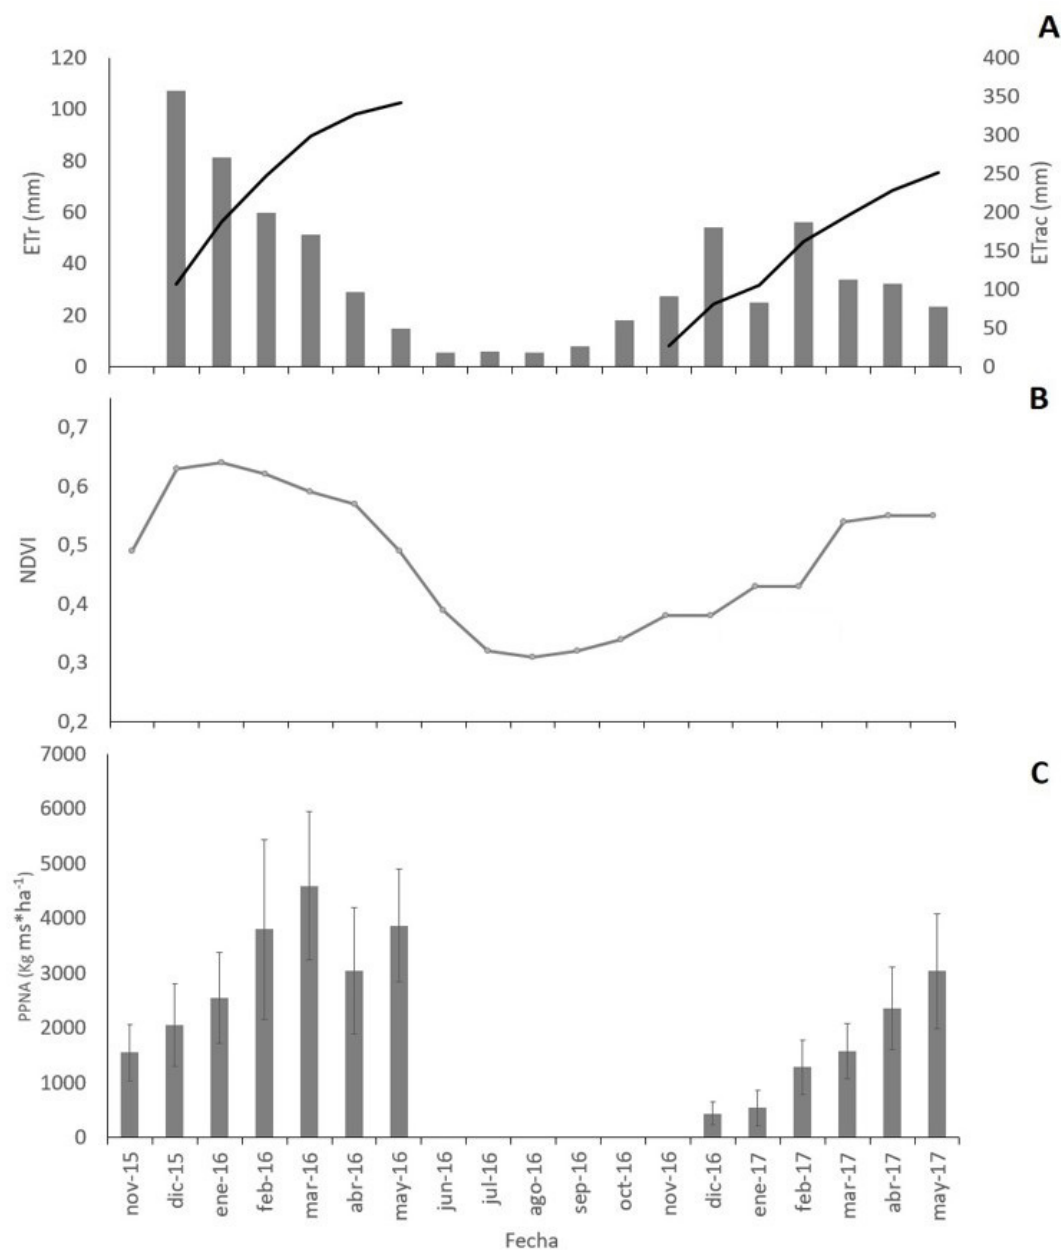 A
120
100
80
60
40
20
0
ETr (mm)
400
350
300
250
200
150
100
50
0
ETrac (mm)
B
0,7
0,6
0,5
0,4
0,3
0,2
NDVI
C
7000
6000
5000
4000
3000
2000
1000
0
PPNA (Kg ms*ha⁻¹)
nov-15
dic-15
ene-16
feb-16
mar-16
abr-16
may-16
jun-16
jul-16
ago-16
sep-16
oct-16
nov-16
dic-16
ene-17
feb-17
mar-17
abr-17
may-17
Fecha